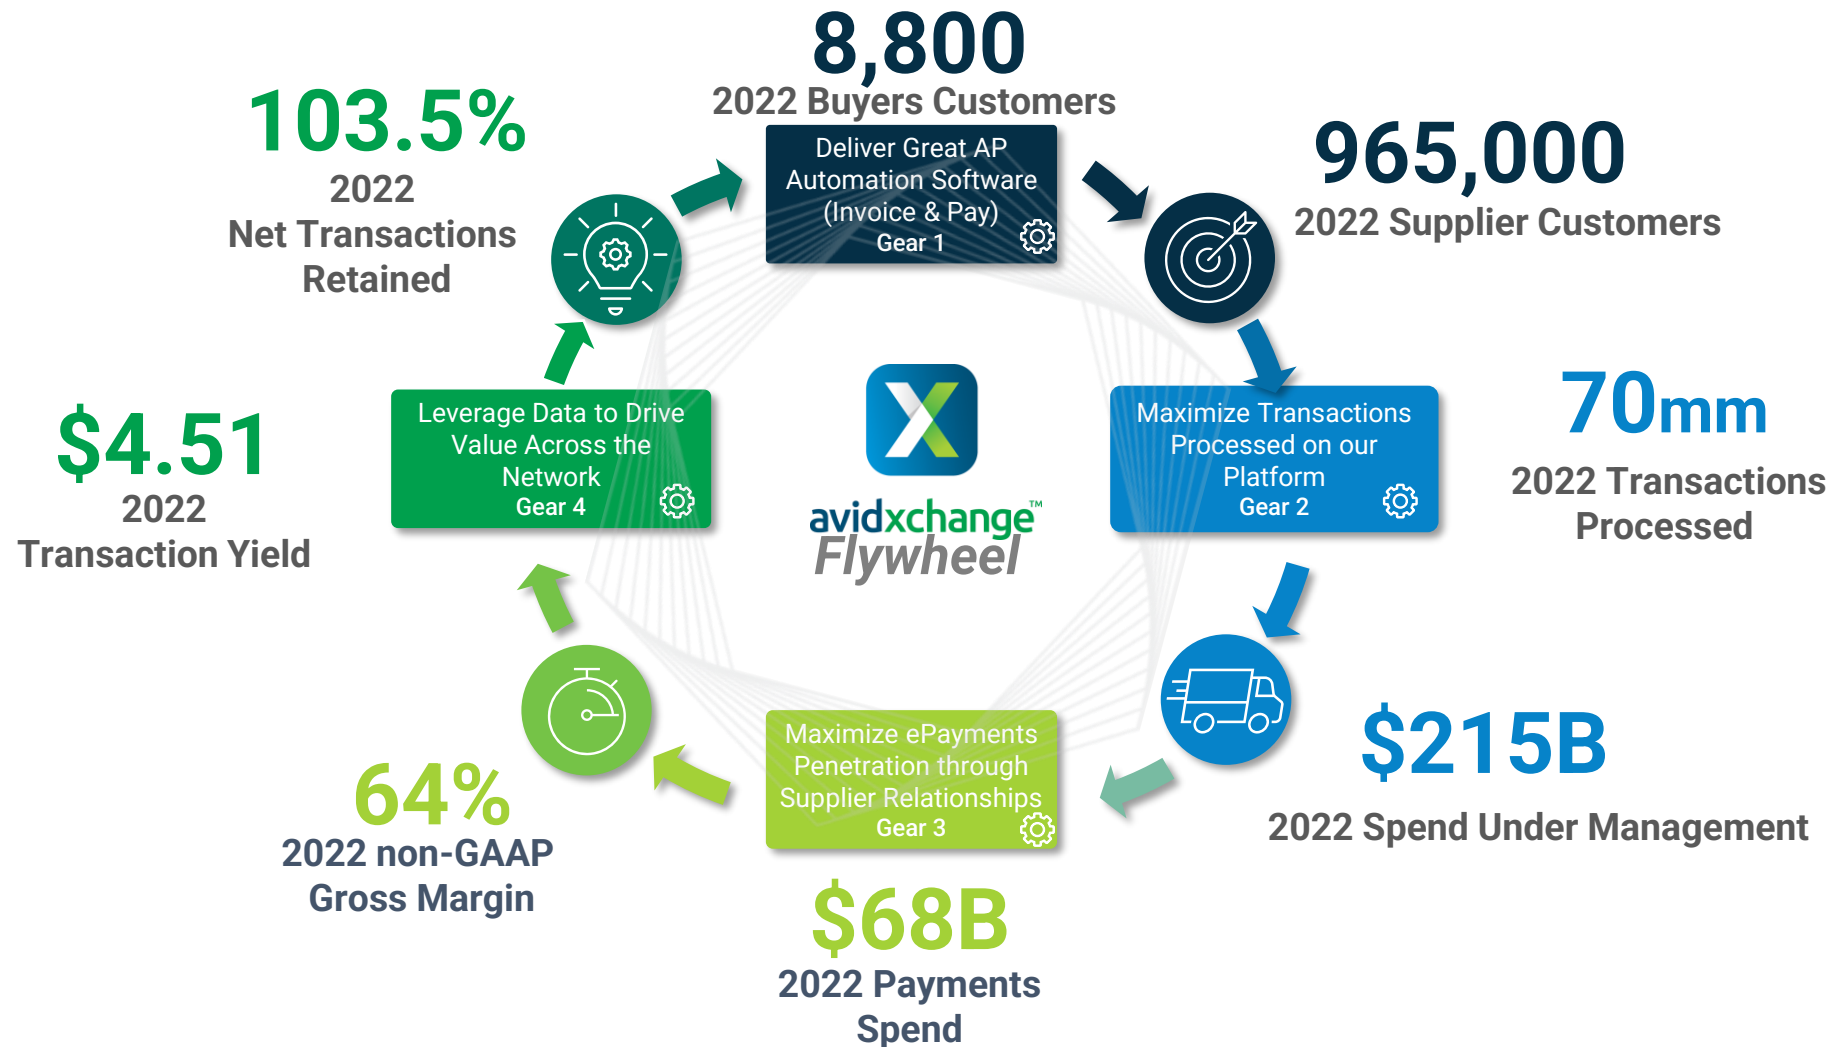 8,800
2022 Buyers Customers
Deliver Great AP
Automation Software
(Invoice & Pay)
Gear 1
965,000
2022 Supplier Customers
Maximize Transactions
Processed on our
Platform
Gear 2
70mm
2022 Transactions
Processed
$215B
2022 Spend Under Management
Maximize ePayments
Penetration through
Supplier Relationships
Gear 3
$68B
2022 Payments
Spend
64%
2022 non-GAAP
Gross Margin
Leverage Data to Drive
Value Across the
Network
Gear 4
$4.51
2022
Transaction Yield
103.5%
2022
Net Transactions
Retained
avidxchange™
Flywheel